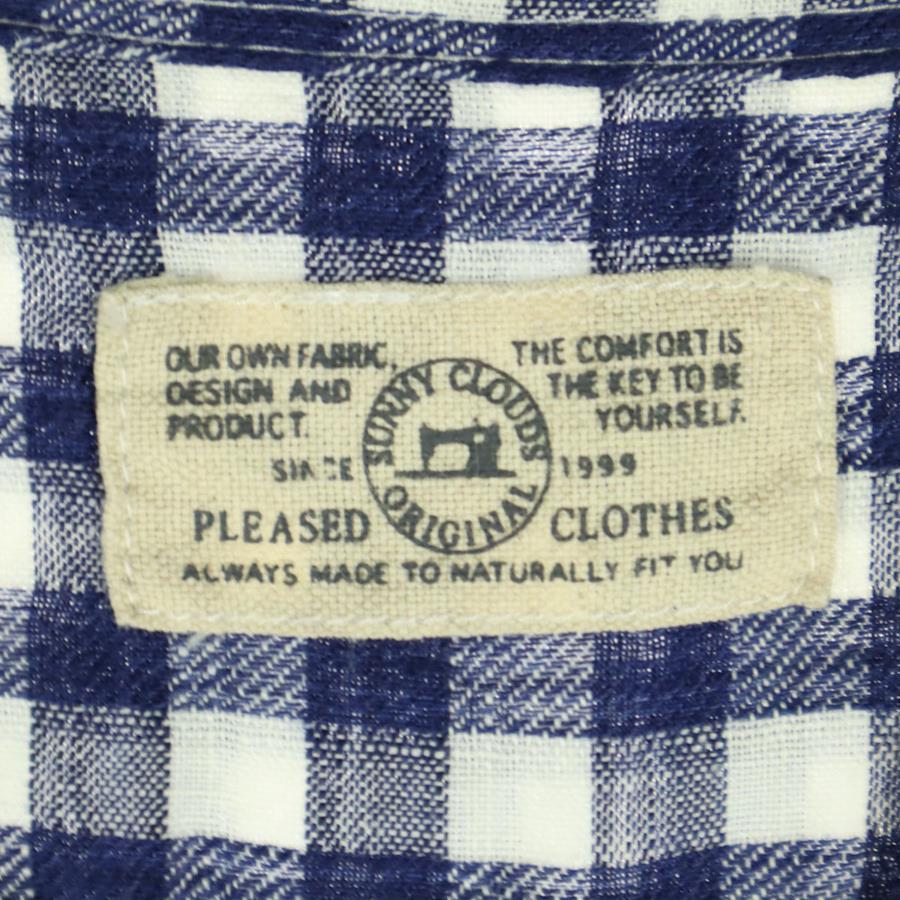 OUR OWN FABRIC,
DESIGN AND
PRODUCT.
THE COMFORT IS
THE KEY TO BE
YOURSELF.
SUNNY CLOUDS
ORIGINAL
SINCE 1999
PLEASED CLOTHES
ALWAYS MADE TO NATURALLY FIT YOU